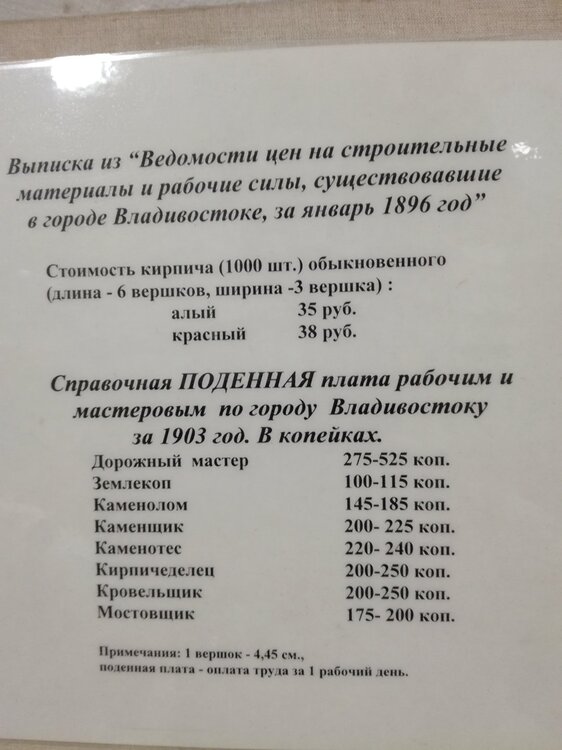 Выписка из “Ведомости цен на строительные
материалы и рабочие силы, существовавшие
в городе Владивостоке, за январь 1896 год”
Стоимость кирпича (1000 шт.) обыкновенного
(длина - 6 вершков, ширина -3 вершка) :
алый 35 руб.
красный 38 руб.
Справочная ПОДЕННАЯ плата рабочим и
мастеровым по городу Владивостоку
за 1903 год. В копейках.
Дорожный мастер 275-525 коп.
Землекоп 100-115 коп.
Каменолом 145-185 коп.
Каменщик 200- 225 коп.
Каменотес 220- 240 коп.
Кирпичеделец 200-250 коп.
Кровельщик 200-250 коп.
Мостовщик 175- 200 коп.
Примечания: 1 вершок - 4,45 см.,
поденная плата - оплата труда за 1 рабочий день.